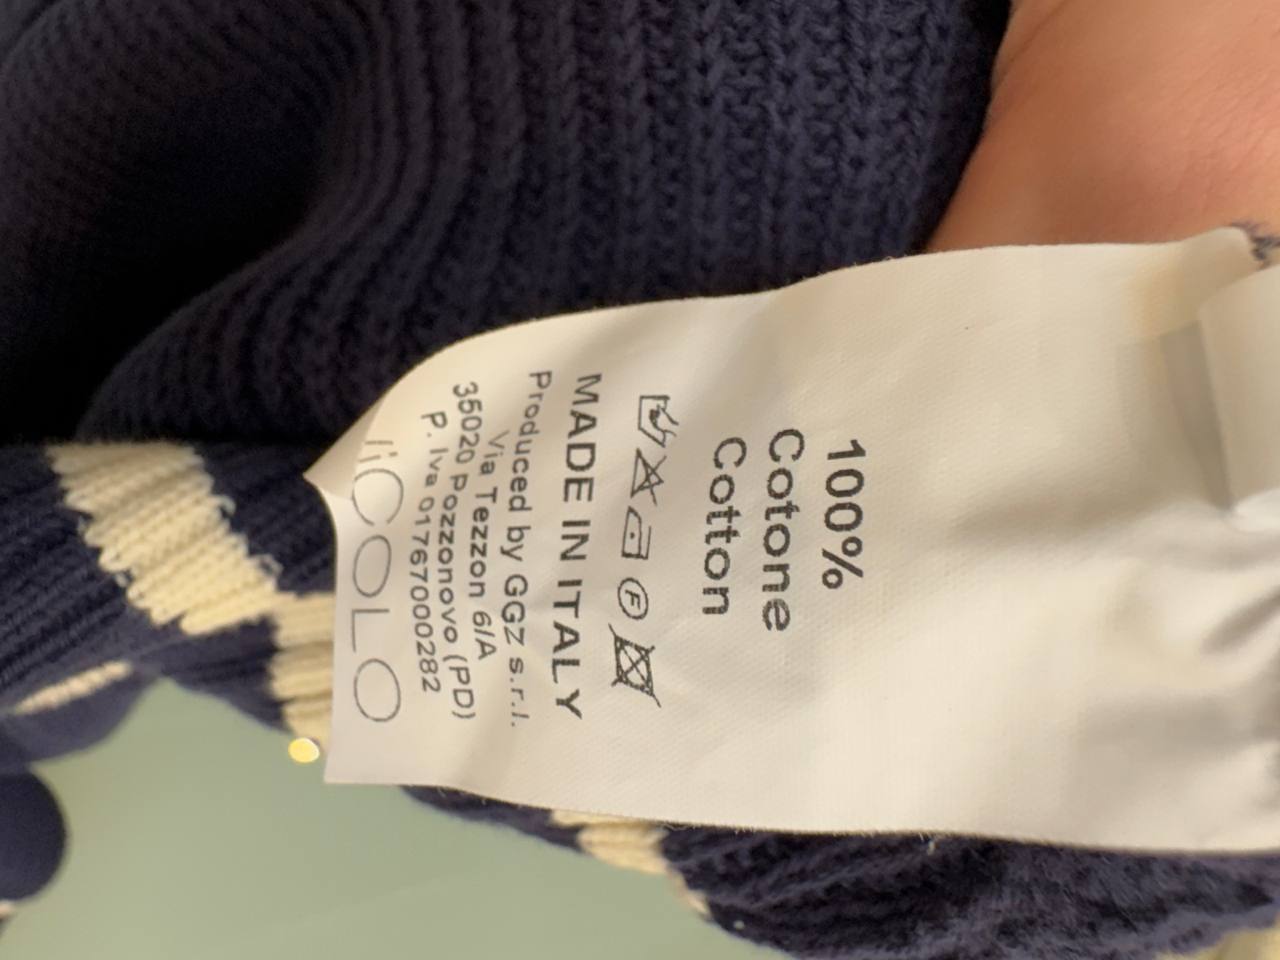 100%
Cotone
Cotton
MADE IN ITALY
Produced by GGZ s.r.l.
Via Tezzon 6/A
35020 Pozzonovo (PD)
P. Iva 01767000282